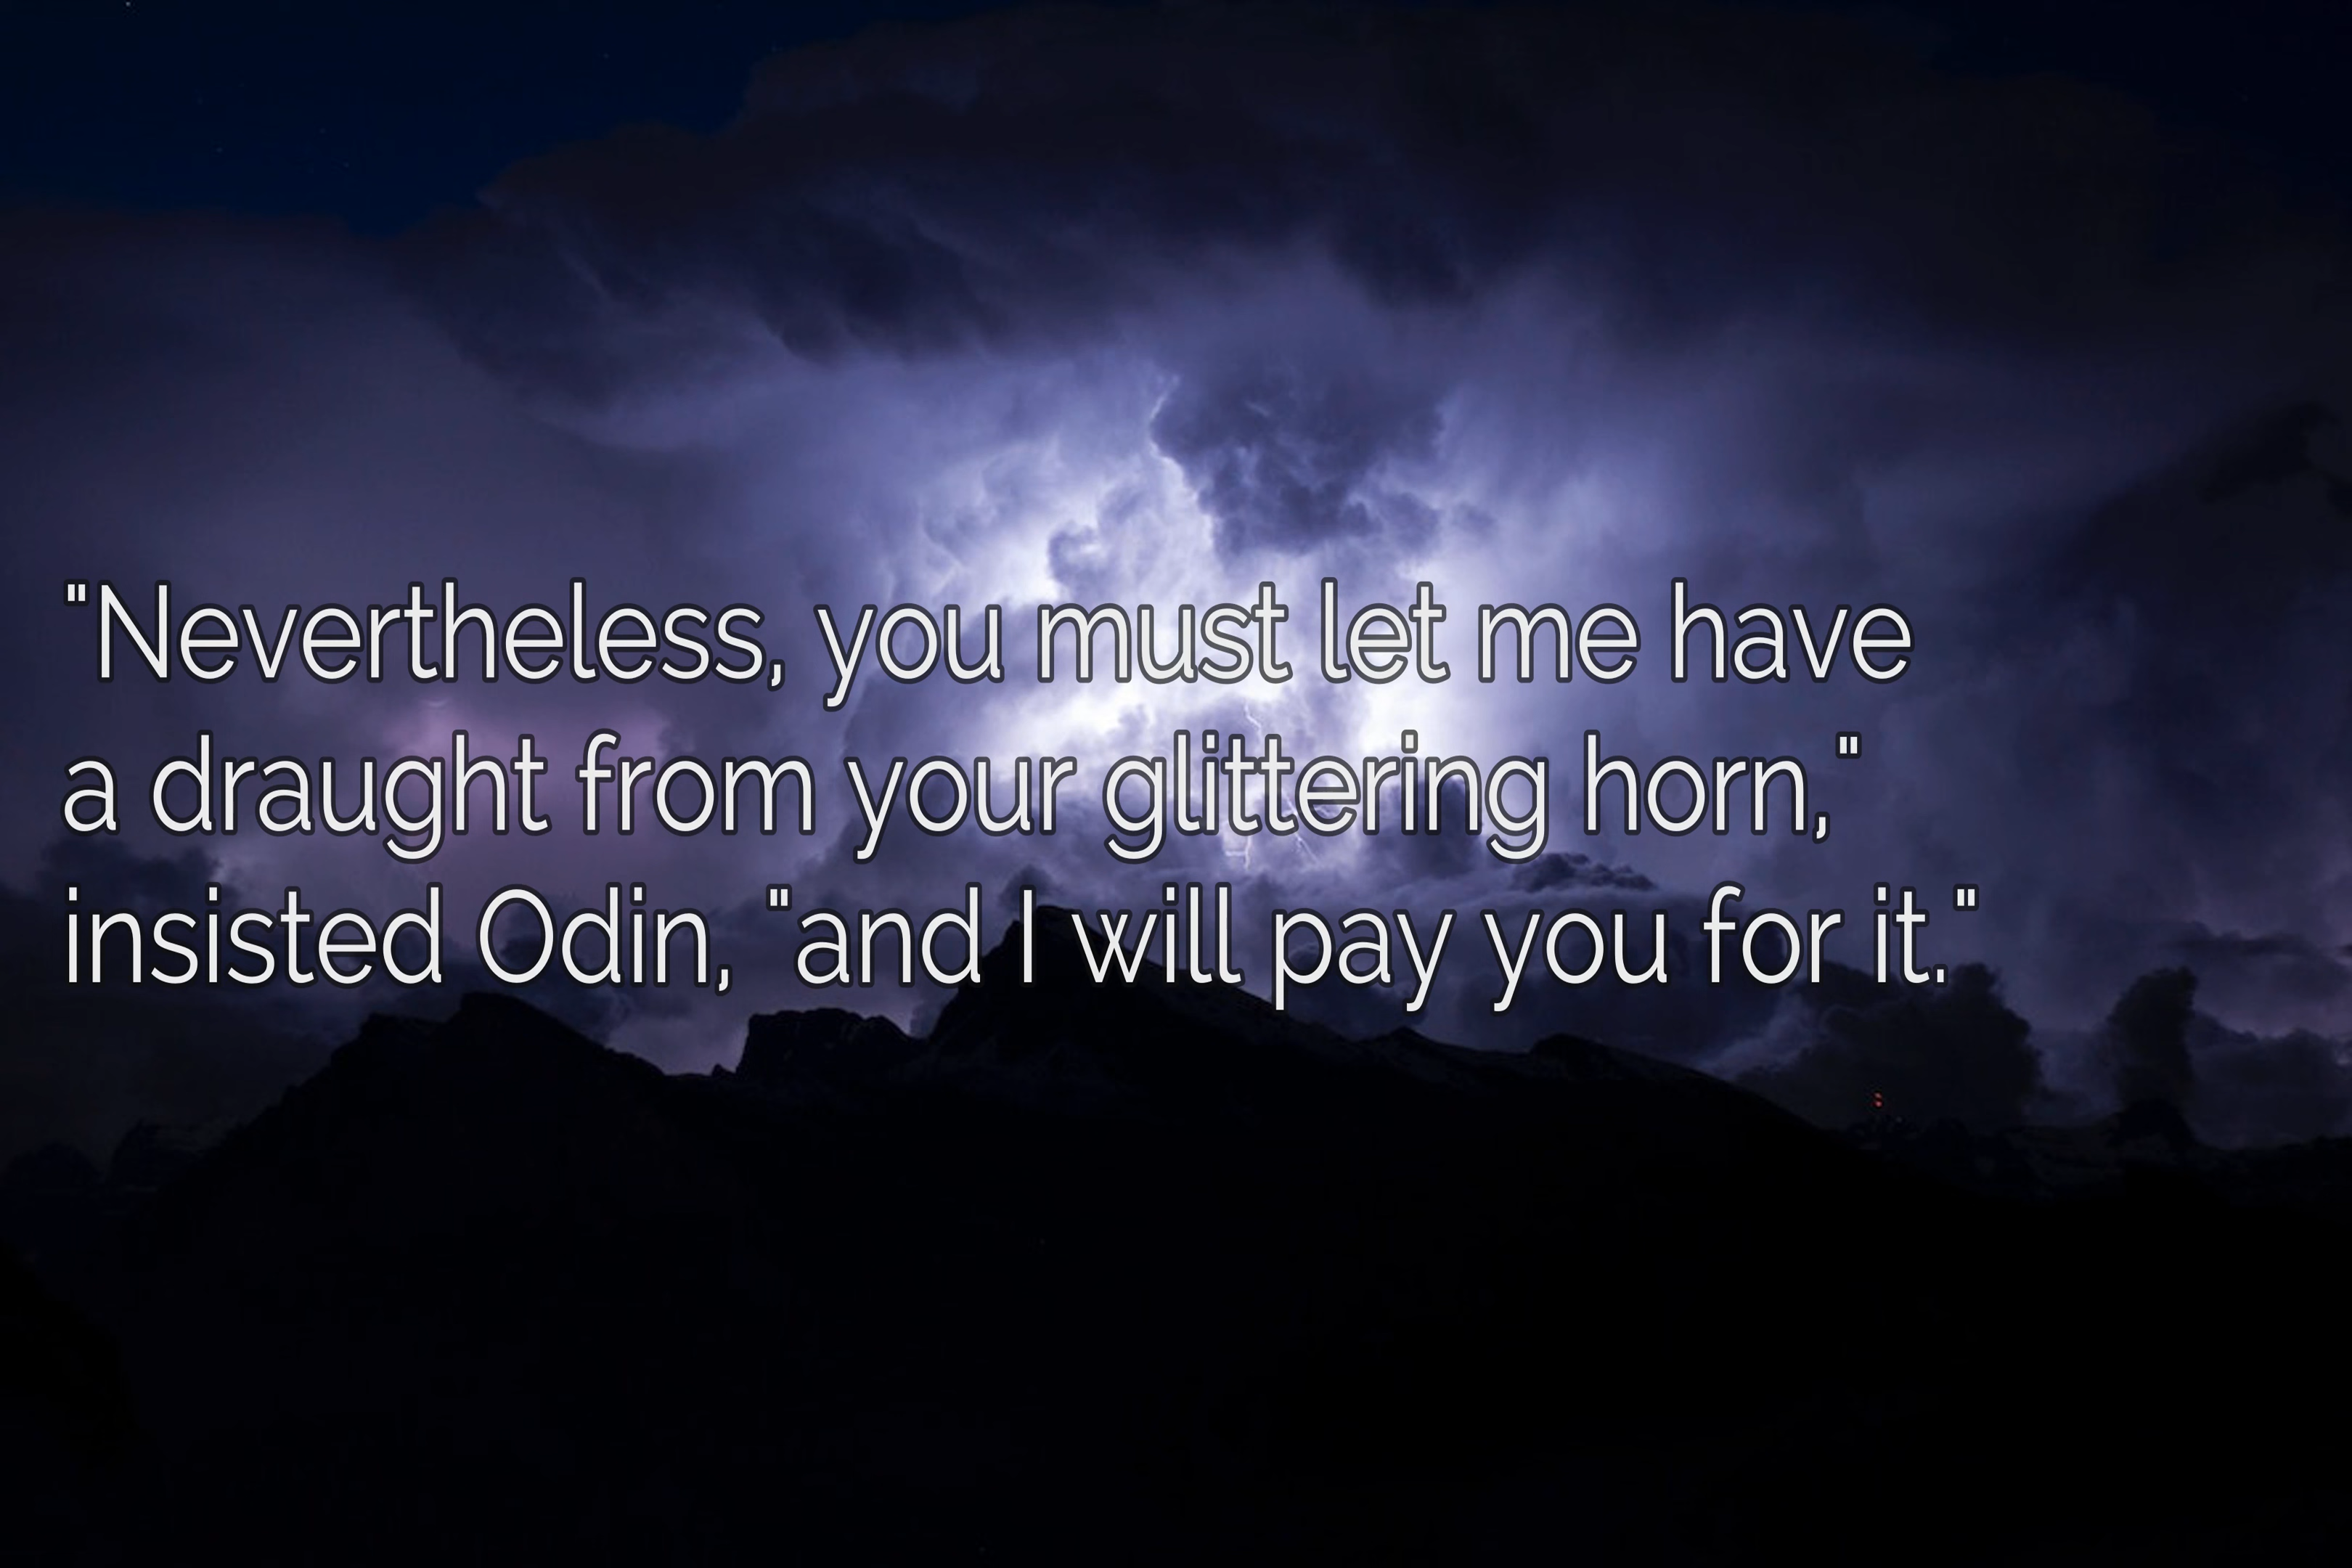 "Nevertheless, you must let me have
a draught from your glittering horn,"
insisted Odin, "and I will pay you for it."